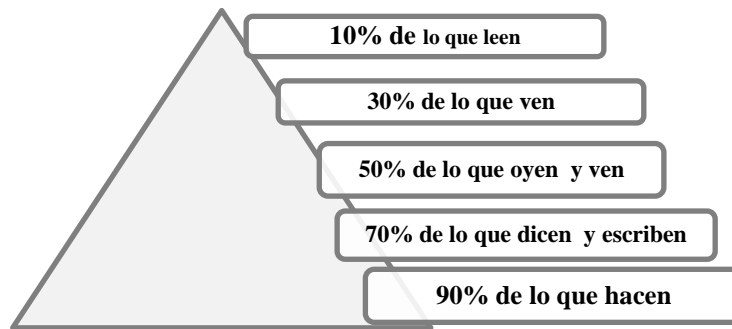 10% de lo que leen
30% de lo que ven
50% de lo que oyen y ven
70% de lo que dicen y escriben
90% de lo que hacen